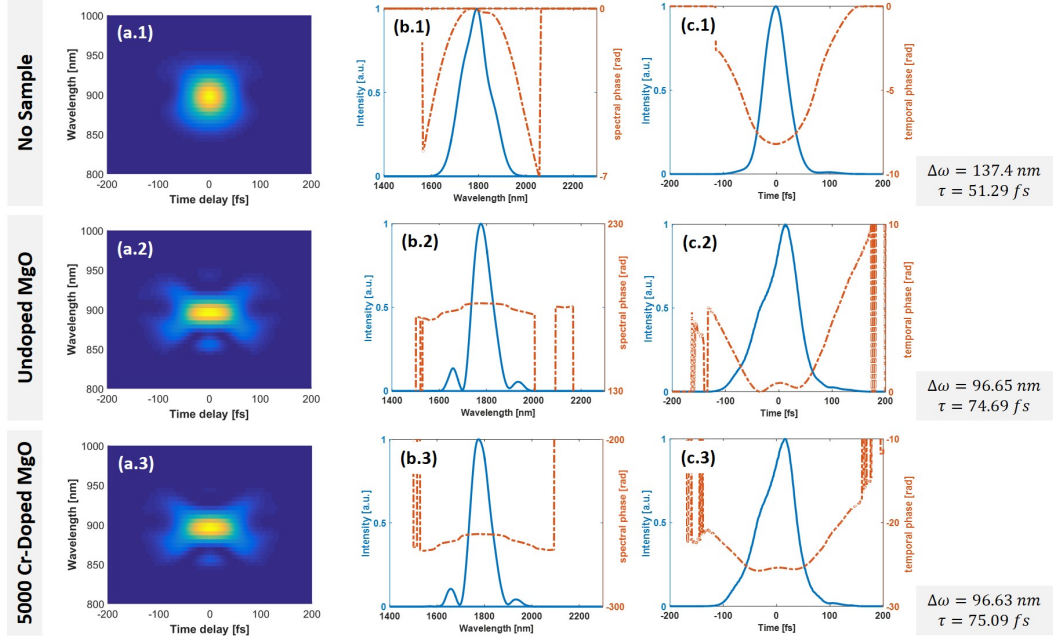 No Sample
(a.1)
Wavelength [nm]
1000
950
900
850
800
-200
-100
0
100
200
Time delay [fs]
(b.1)
Intensity [a.u.]
1
0.5
0
1400
1600
1800
2000
2200
Wavelength [nm]
0
-7
spectral phase [rad]
(c.1)
Intensity [a.u.]
1
0.5
0
-200
-100
0
100
200
Time [fs]
0
-5
-10
temporal phase [rad]
Δω = 137.4 nm
τ = 51.29 fs
Undoped MgO
(a.2)
Wavelength [nm]
1000
950
900
850
800
-200
-100
0
100
200
Time delay [fs]
(b.2)
Intensity [a.u.]
1
0.5
0
1400
1600
1800
2000
2200
Wavelength [nm]
230
130
spectral phase [rad]
(c.2)
Intensity [a.u.]
1
0.5
0
-200
-100
0
100
200
Time [fs]
10
0
temporal phase [rad]
Δω = 96.65 nm
τ = 74.69 fs
5000 Cr-Doped MgO
(a.3)
Wavelength [nm]
1000
950
900
850
800
-200
-100
0
100
200
Time delay [fs]
(b.3)
Intensity [a.u.]
1
0.5
0
1400
1600
1800
2000
2200
Wavelength [nm]
-200
-300
spectral phase [rad]
(c.3)
Intensity [a.u.]
1
0.5
0
-200
-100
0
100
200
Time [fs]
-10
-20
-30
temporal phase [rad]
Δω = 96.63 nm
τ = 75.09 fs